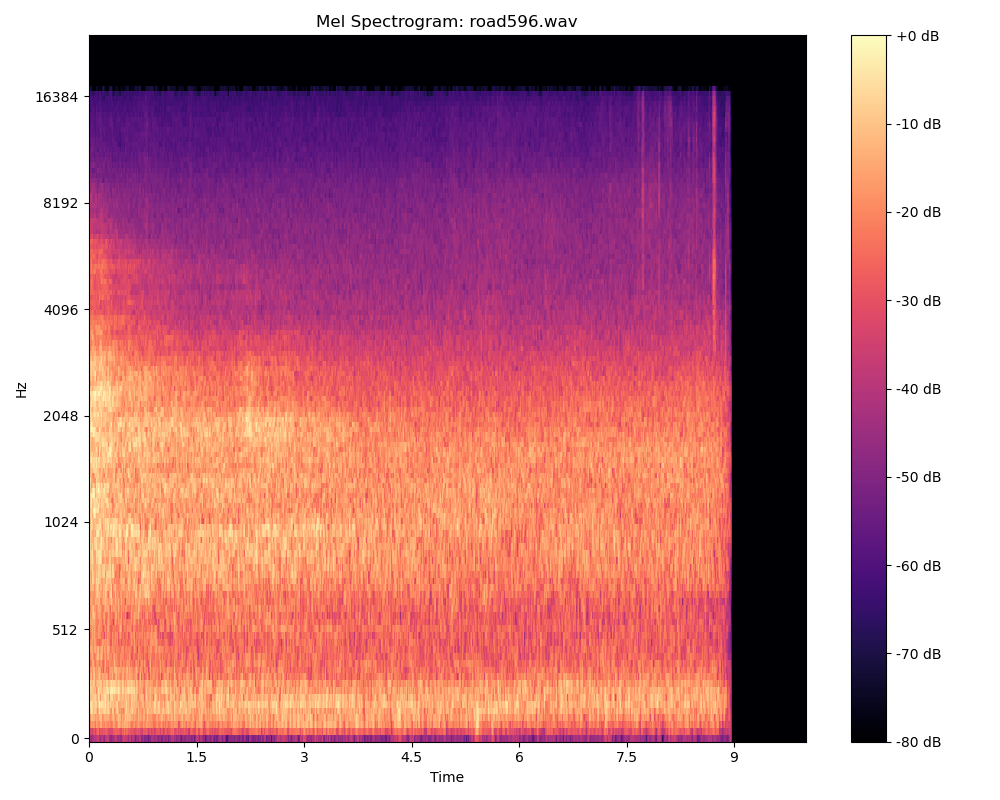 Mel Spectrogram: road596.wav
Hz
16384
8192
4096
2048
1024
512
0
0 1.5 3 4.5 6 7.5 9
Time
+0 dB
-10 dB
-20 dB
-30 dB
-40 dB
-50 dB
-60 dB
-70 dB
-80 dB